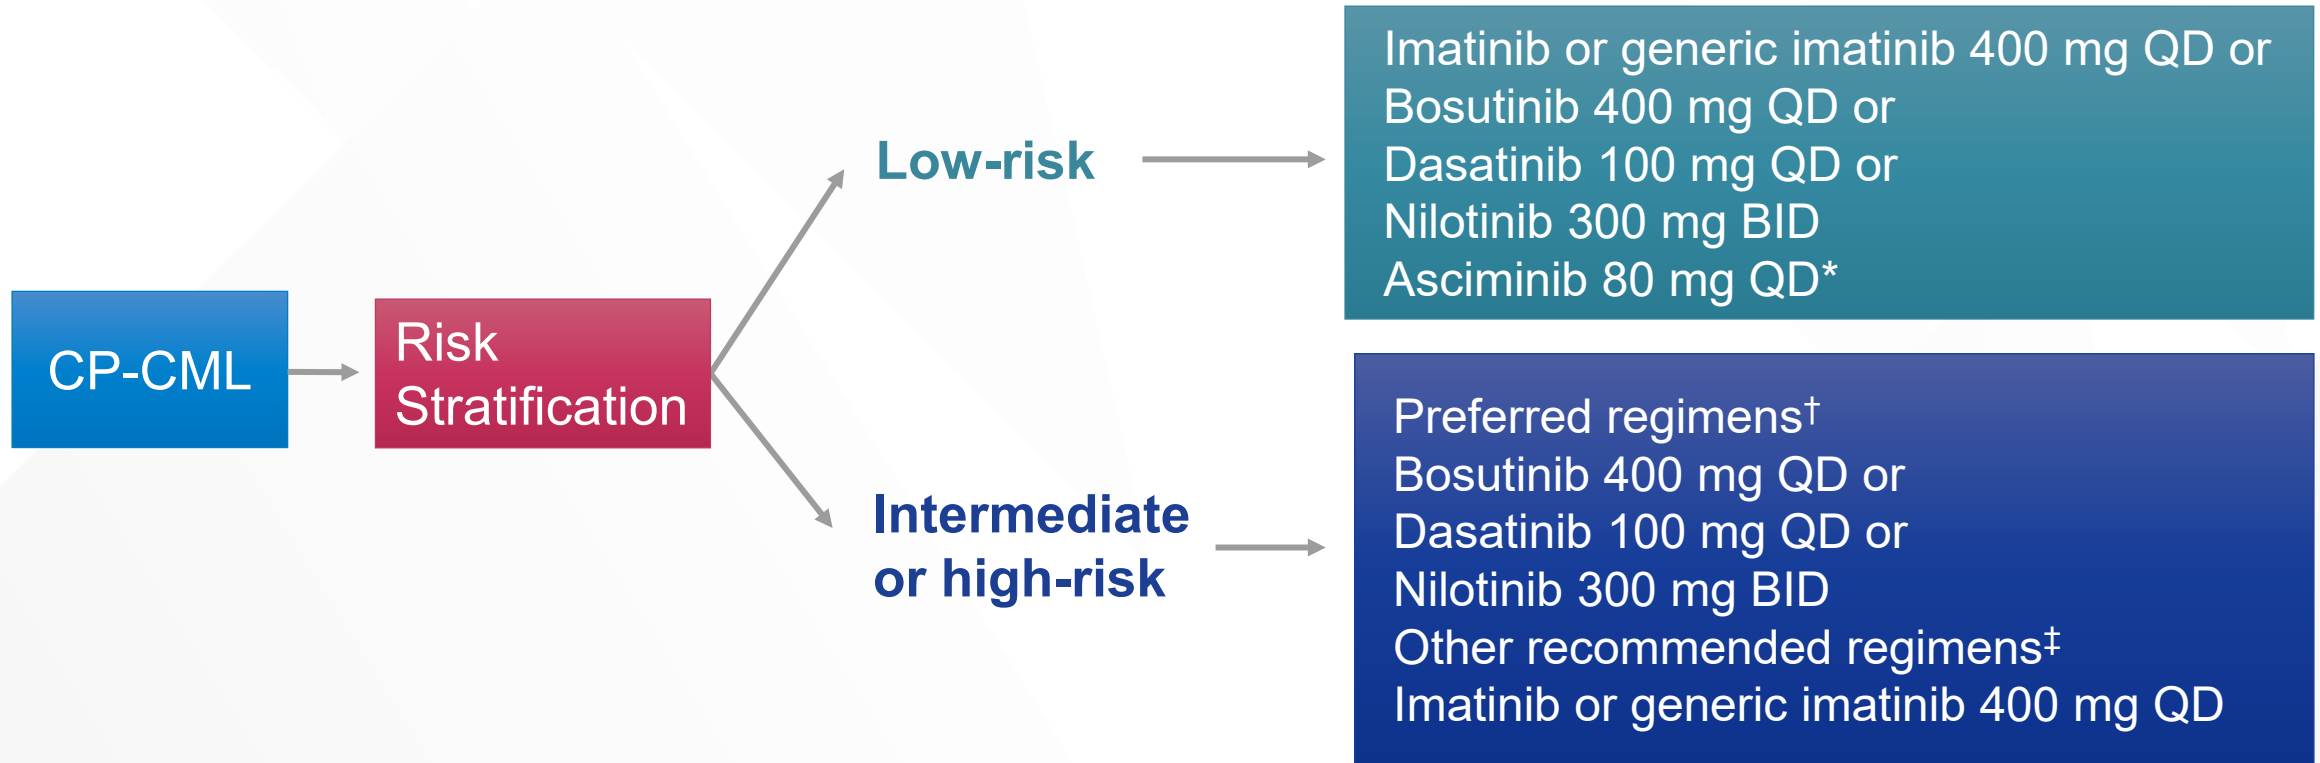 CP-CML
Risk
Stratification
Low-risk
Imatinib or generic imatinib 400 mg QD or
Bosutinib 400 mg QD or
Dasatinib 100 mg QD or
Nilotinib 300 mg BID
Asciminib 80 mg QD*
Intermediate
or high-risk
Preferred regimens†
Bosutinib 400 mg QD or
Dasatinib 100 mg QD or
Nilotinib 300 mg BID
Other recommended regimens‡
Imatinib or generic imatinib 400 mg QD